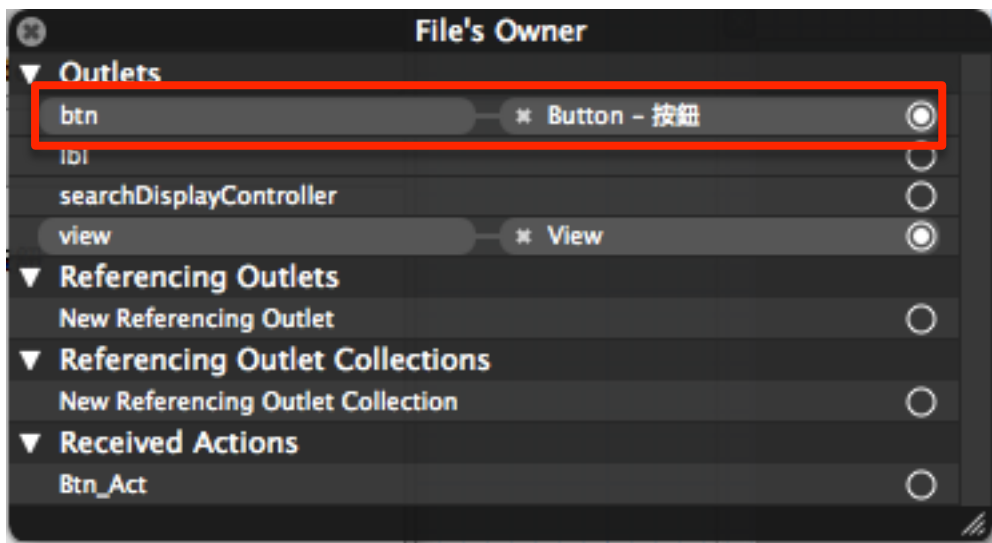 File's Owner
Outlets
btn Button – 按鈕
lbl
searchDisplayController
view View
Referencing Outlets
New Referencing Outlet
Referencing Outlet Collections
New Referencing Outlet Collection
Received Actions
Btn_Act